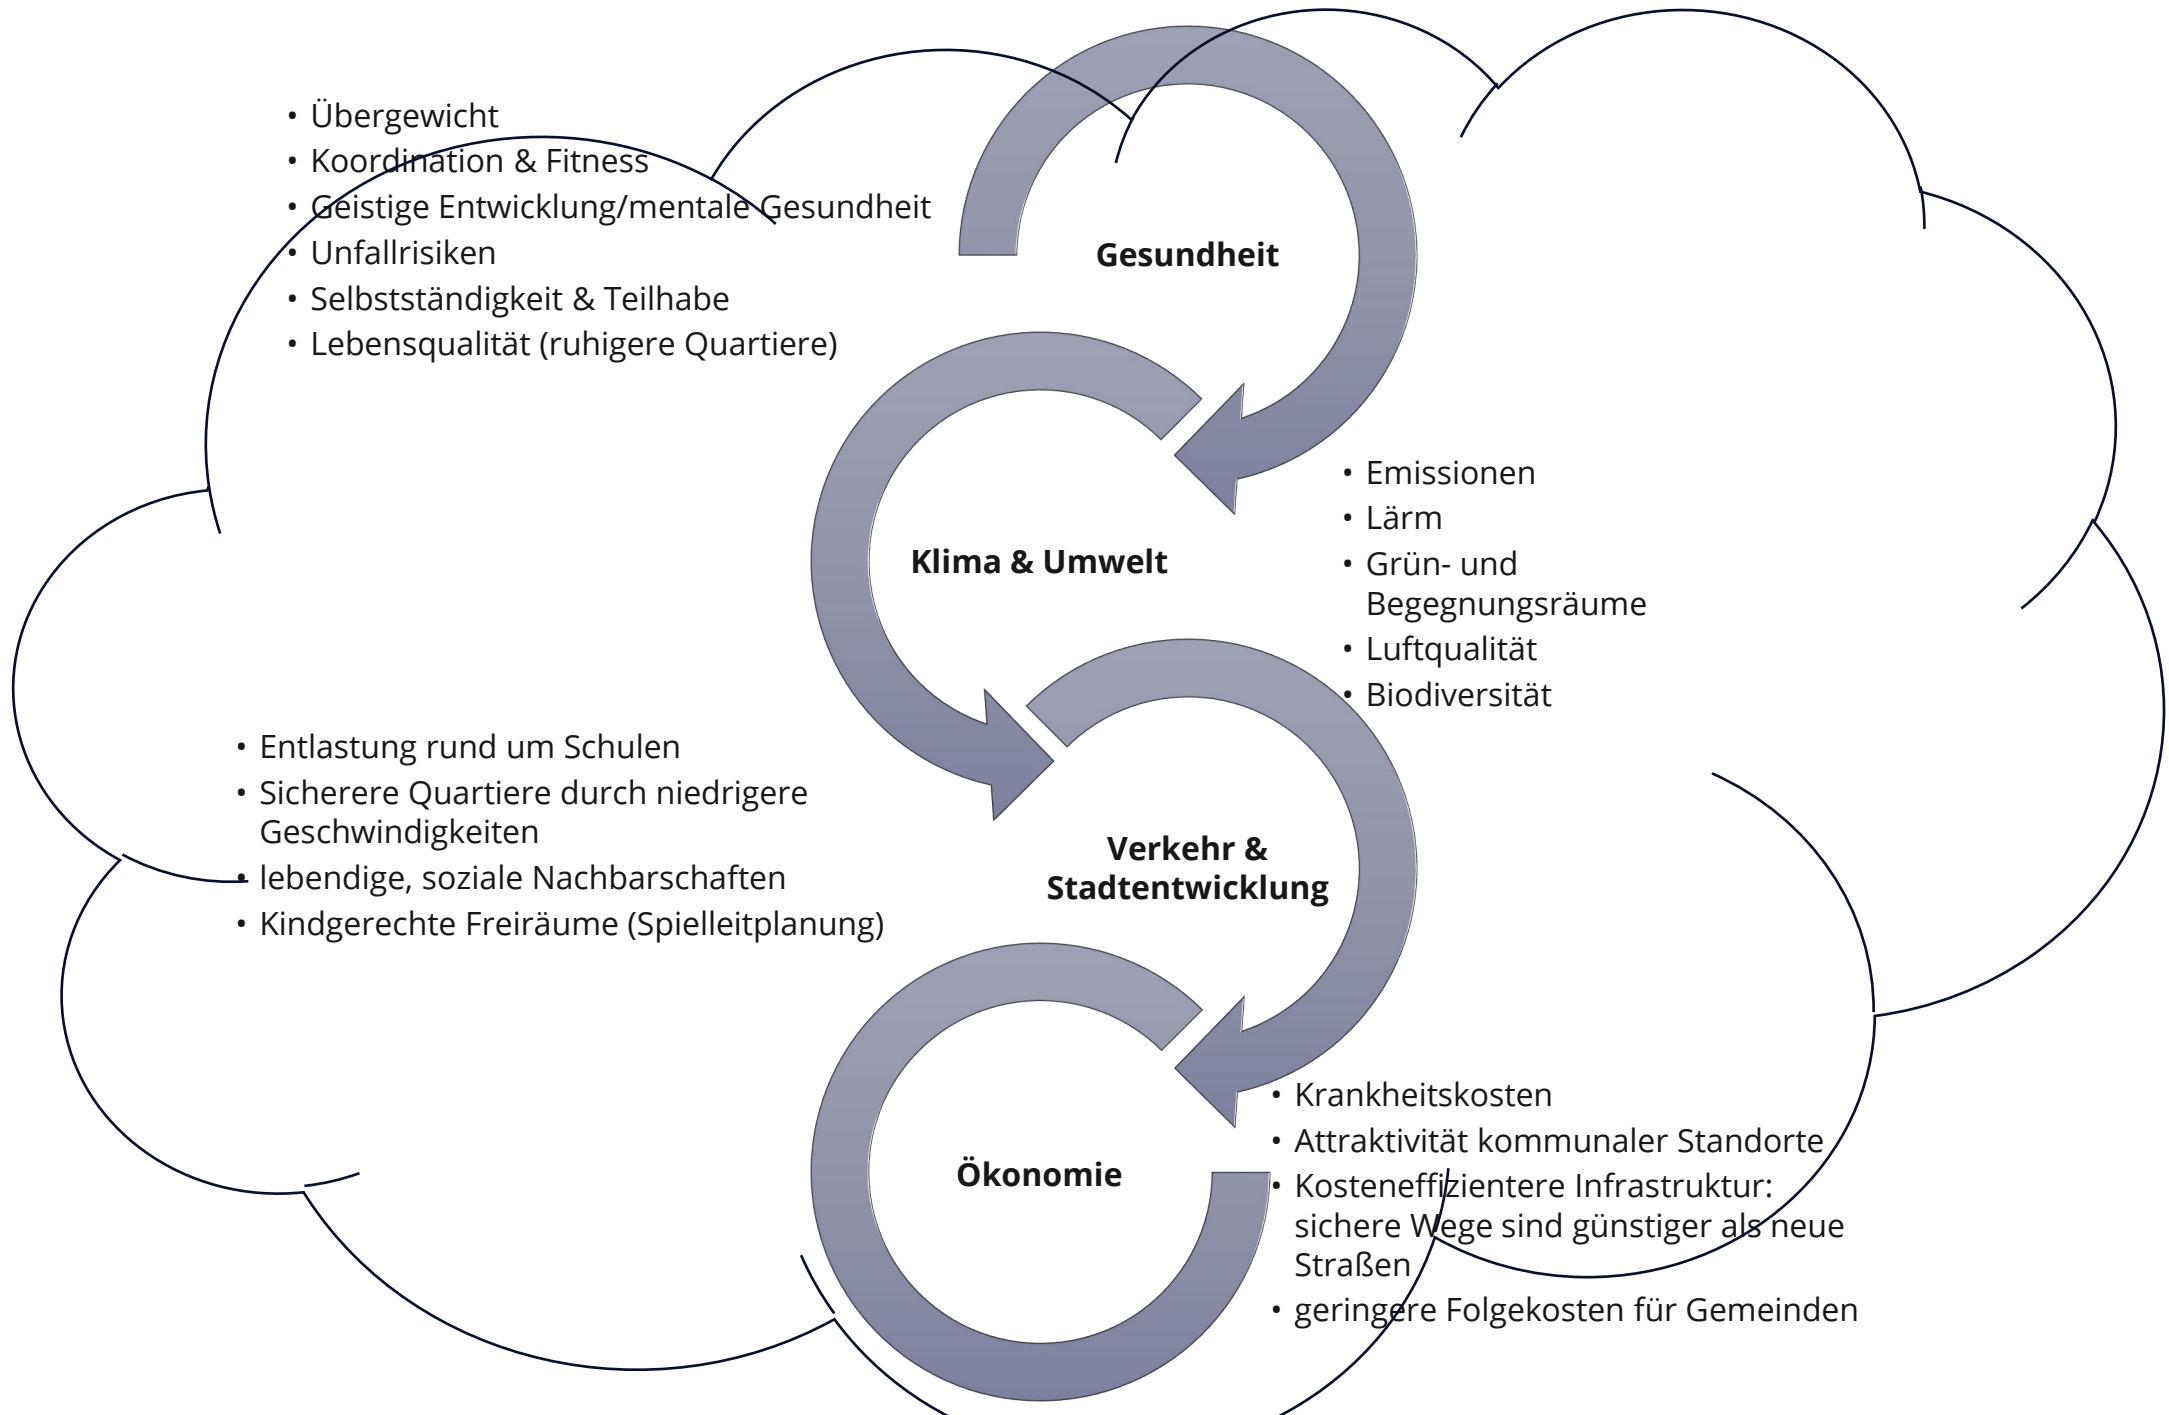 • Übergewicht
• Koordination & Fitness
• Geistige Entwicklung/mentale Gesundheit
• Unfallrisiken
• Selbstständigkeit & Teilhabe
• Lebensqualität (ruhigere Quartiere)
Gesundheit
Klima & Umwelt
• Emissionen
• Lärm
• Grün- und
Begegnungsräume
• Luftqualität
• Biodiversität
• Entlastung rund um Schulen
• Sicherere Quartiere durch niedrigere
Geschwindigkeiten
• lebendige, soziale Nachbarschaften
• Kindgerechte Freiräume (Spielleitplanung)
Verkehr &
Stadtentwicklung
Ökonomie
• Krankheitskosten
• Attraktivität kommunaler Standorte
• Kosteneffizientere Infrastruktur:
sichere Wege sind günstiger als neue
Straßen
• geringere Folgekosten für Gemeinden